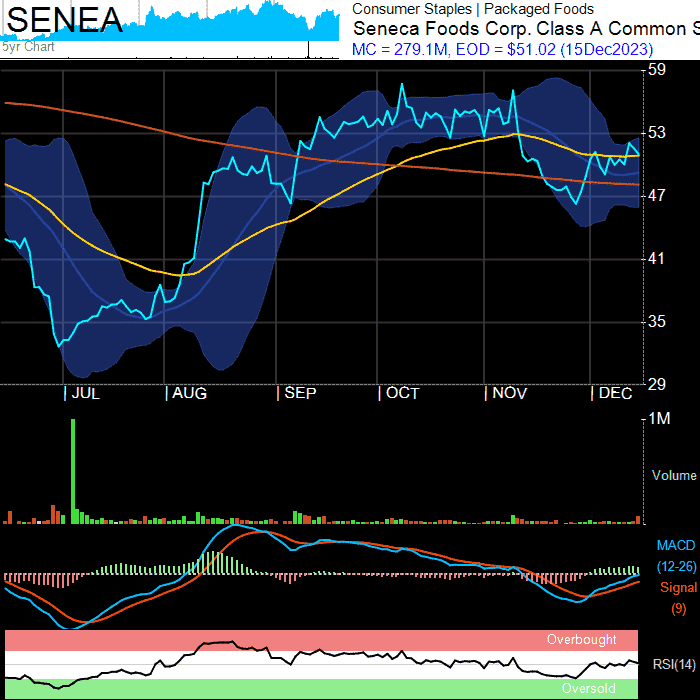 SENEA
5yr Chart
Consumer Staples | Packaged Foods
Seneca Foods Corp. Class A Common S
MC = 279.1M, EOD = $51.02 (15Dec2023)
59
53
47
41
35
29
| JUL | AUG | SEP | OCT | NOV | DEC
1M
Volume
MACD
(12-26)
Signal
(9)
Overbought
RSI(14)
Oversold